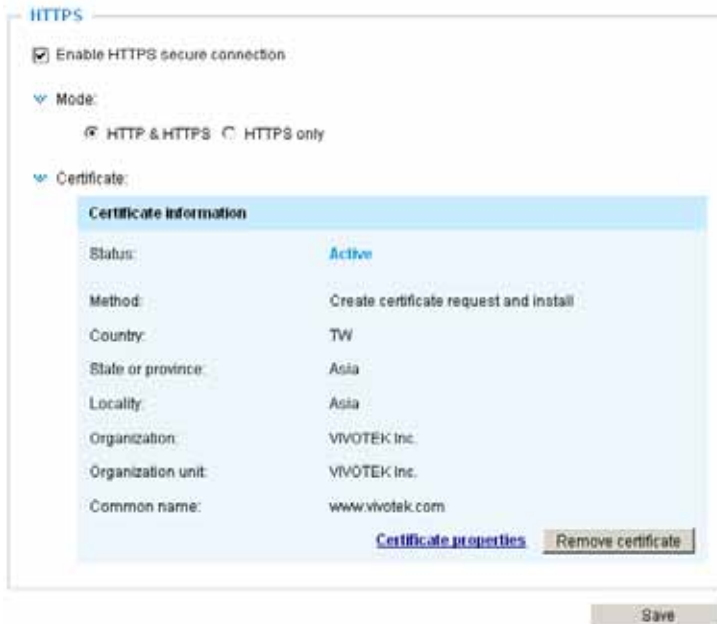 HTTPS
Enable HTTPS secure connection
Mode:
HTTP & HTTPS HTTPS only
Certificate:
Certificate information
Status: Active
Method: Create certificate request and install
Country: TW
State or province: Asia
Locality: Asia
Organization: VIVOTEK Inc.
Organization unit: VIVOTEK Inc.
Common name: www.vivotek.com
Certificate properties Remove certificate
Save